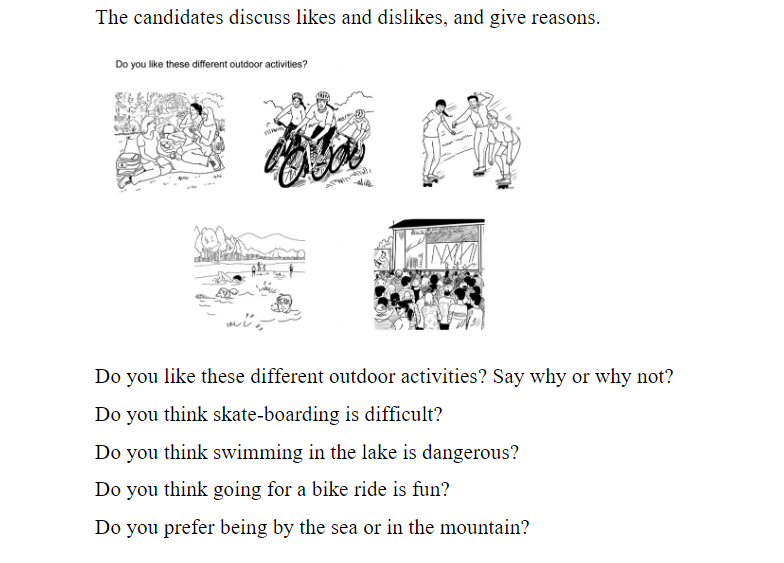 The candidates discuss likes and dislikes, and give reasons.
Do you like these different outdoor activities?
Do you like these different outdoor activities? Say why or why not?
Do you think skate-boarding is difficult?
Do you think swimming in the lake is dangerous?
Do you think going for a bike ride is fun?
Do you prefer being by the sea or in the mountain?